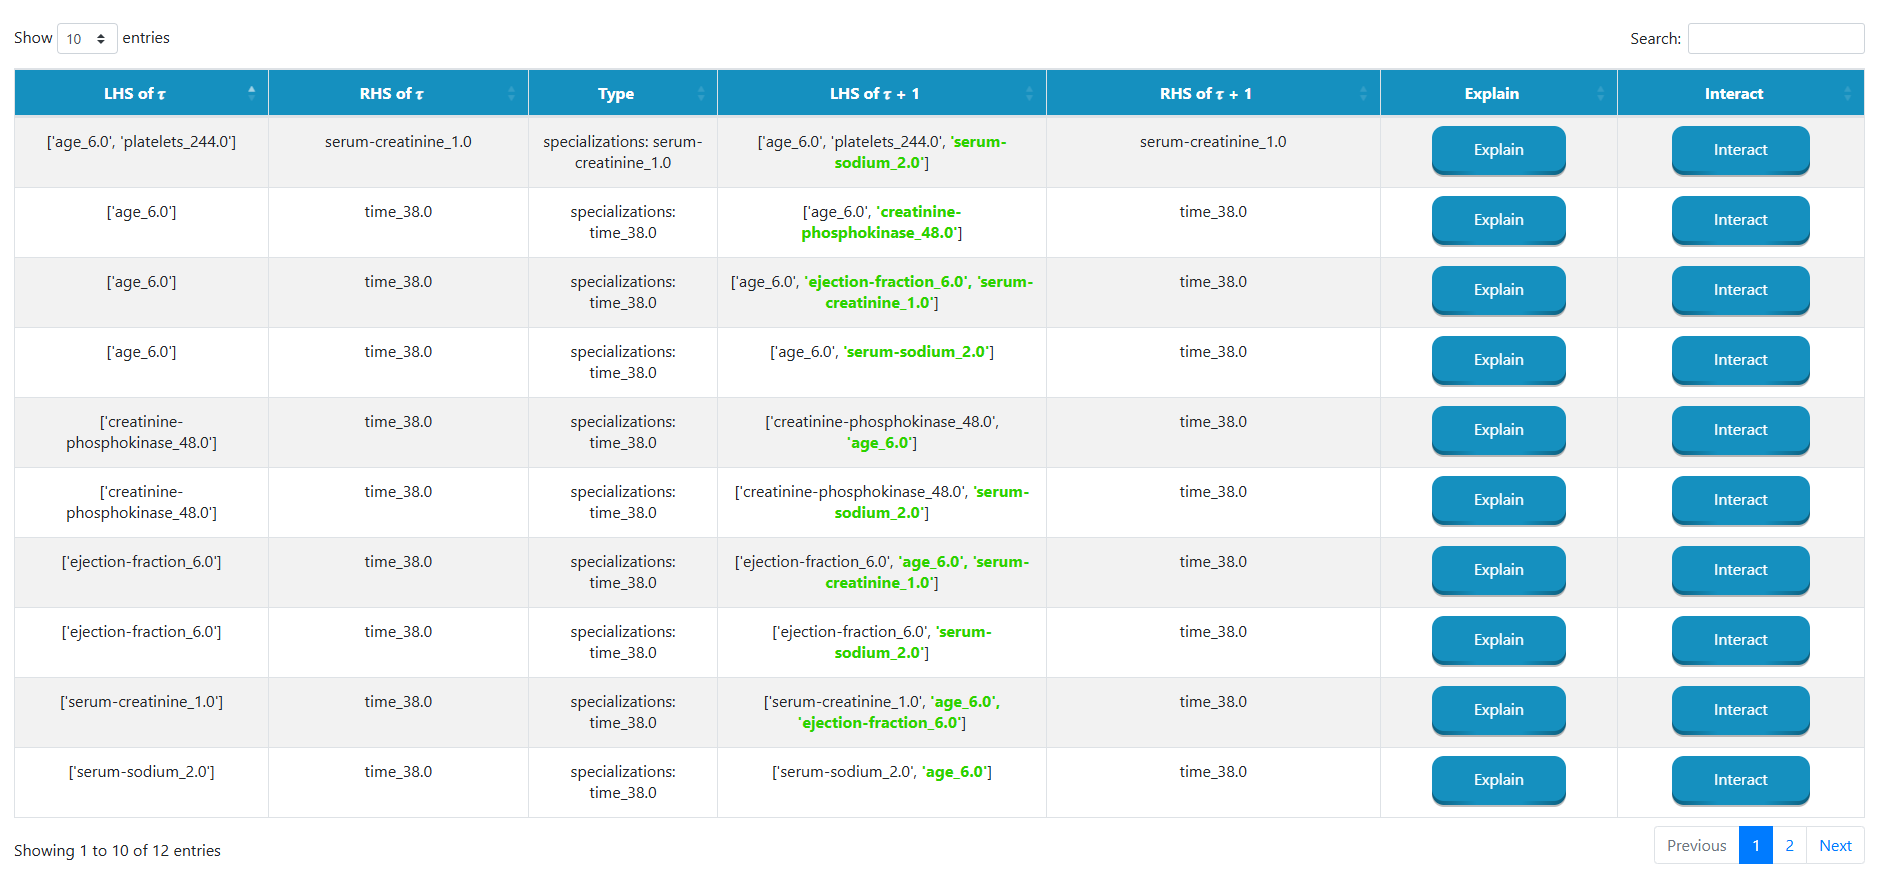 Show 10 entries
Search:
LHS of τ
RHS of τ
Type
LHS of τ + 1
RHS of τ + 1
Explain
Interact
['age_6.0', 'platelets_244.0']
serum-creatinine_1.0
specializations: serum-
creatinine_1.0
['age_6.0', 'platelets_244.0', 'serum-
sodium_2.0']
serum-creatinine_1.0
Explain
Interact
['age_6.0']
time_38.0
specializations:
time_38.0
['age_6.0', 'creatinine-
phosphokinase_48.0']
time_38.0
Explain
Interact
['age_6.0']
time_38.0
specializations:
time_38.0
['age_6.0', 'ejection-fraction_6.0', 'serum-
creatinine_1.0']
time_38.0
Explain
Interact
['age_6.0']
time_38.0
specializations:
time_38.0
['age_6.0', 'serum-sodium_2.0']
time_38.0
Explain
Interact
['creatinine-
phosphokinase_48.0']
time_38.0
specializations:
time_38.0
['creatinine-phosphokinase_48.0',
'age_6.0']
time_38.0
Explain
Interact
['creatinine-
phosphokinase_48.0']
time_38.0
specializations:
time_38.0
['creatinine-phosphokinase_48.0', 'serum-
sodium_2.0']
time_38.0
Explain
Interact
['ejection-fraction_6.0']
time_38.0
specializations:
time_38.0
['ejection-fraction_6.0', 'age_6.0', 'serum-
creatinine_1.0']
time_38.0
Explain
Interact
['ejection-fraction_6.0']
time_38.0
specializations:
time_38.0
['ejection-fraction_6.0', 'serum-
sodium_2.0']
time_38.0
Explain
Interact
['serum-creatinine_1.0']
time_38.0
specializations:
time_38.0
['serum-creatinine_1.0', 'age_6.0',
'ejection-fraction_6.0']
time_38.0
Explain
Interact
['serum-sodium_2.0']
time_38.0
specializations:
time_38.0
['serum-sodium_2.0', 'age_6.0']
time_38.0
Explain
Interact
Showing 1 to 10 of 12 entries
Previous 1 2 Next